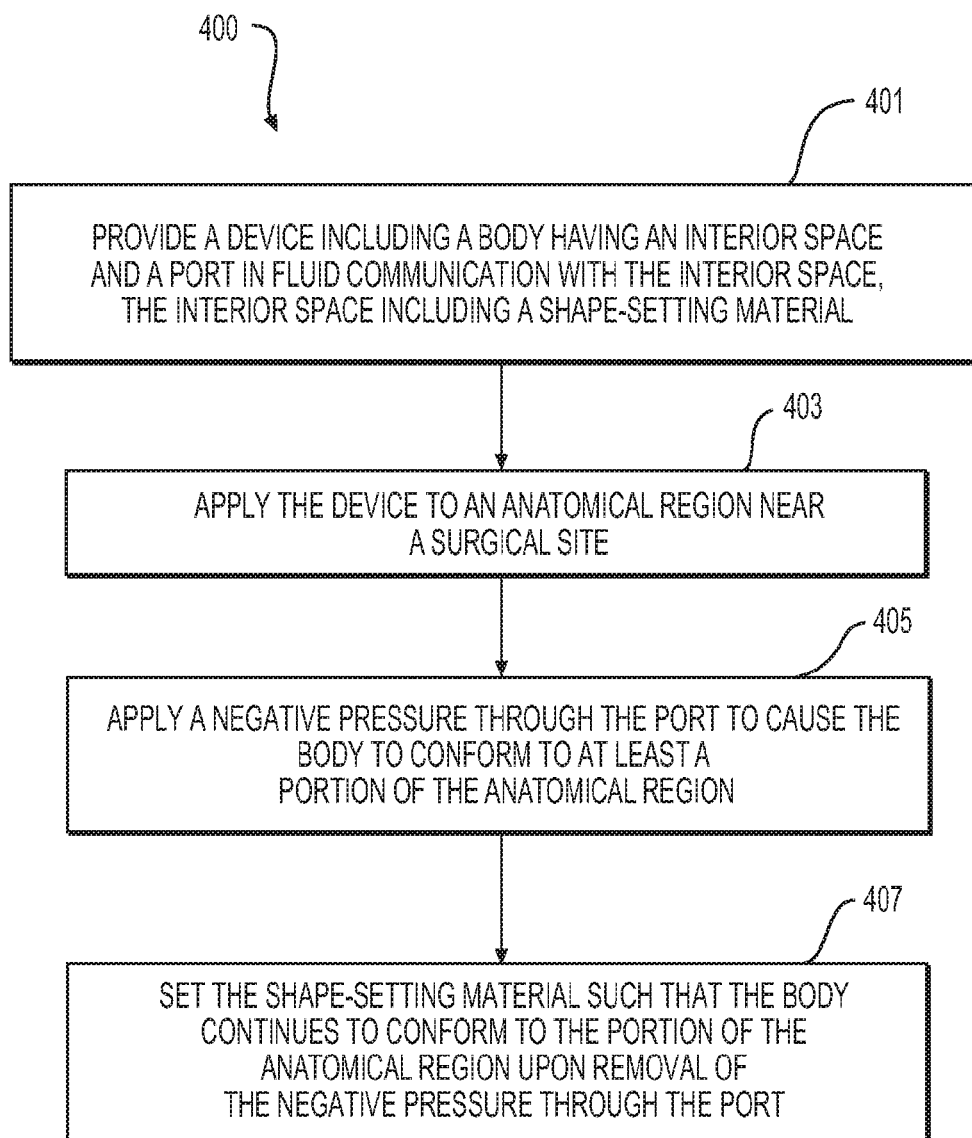 400
401
PROVIDE A DEVICE INCLUDING A BODY HAVING AN INTERIOR SPACE
AND A PORT IN FLUID COMMUNICATION WITH THE INTERIOR SPACE,
THE INTERIOR SPACE INCLUDING A SHAPE-SETTING MATERIAL
403
APPLY THE DEVICE TO AN ANATOMICAL REGION NEAR
A SURGICAL SITE
405
APPLY A NEGATIVE PRESSURE THROUGH THE PORT TO CAUSE THE
BODY TO CONFORM TO AT LEAST A
PORTION OF THE ANATOMICAL REGION
407
SET THE SHAPE-SETTING MATERIAL SUCH THAT THE BODY
CONTINUES TO CONFORM TO THE PORTION OF THE
ANATOMICAL REGION UPON REMOVAL OF
THE NEGATIVE PRESSURE THROUGH THE PORT